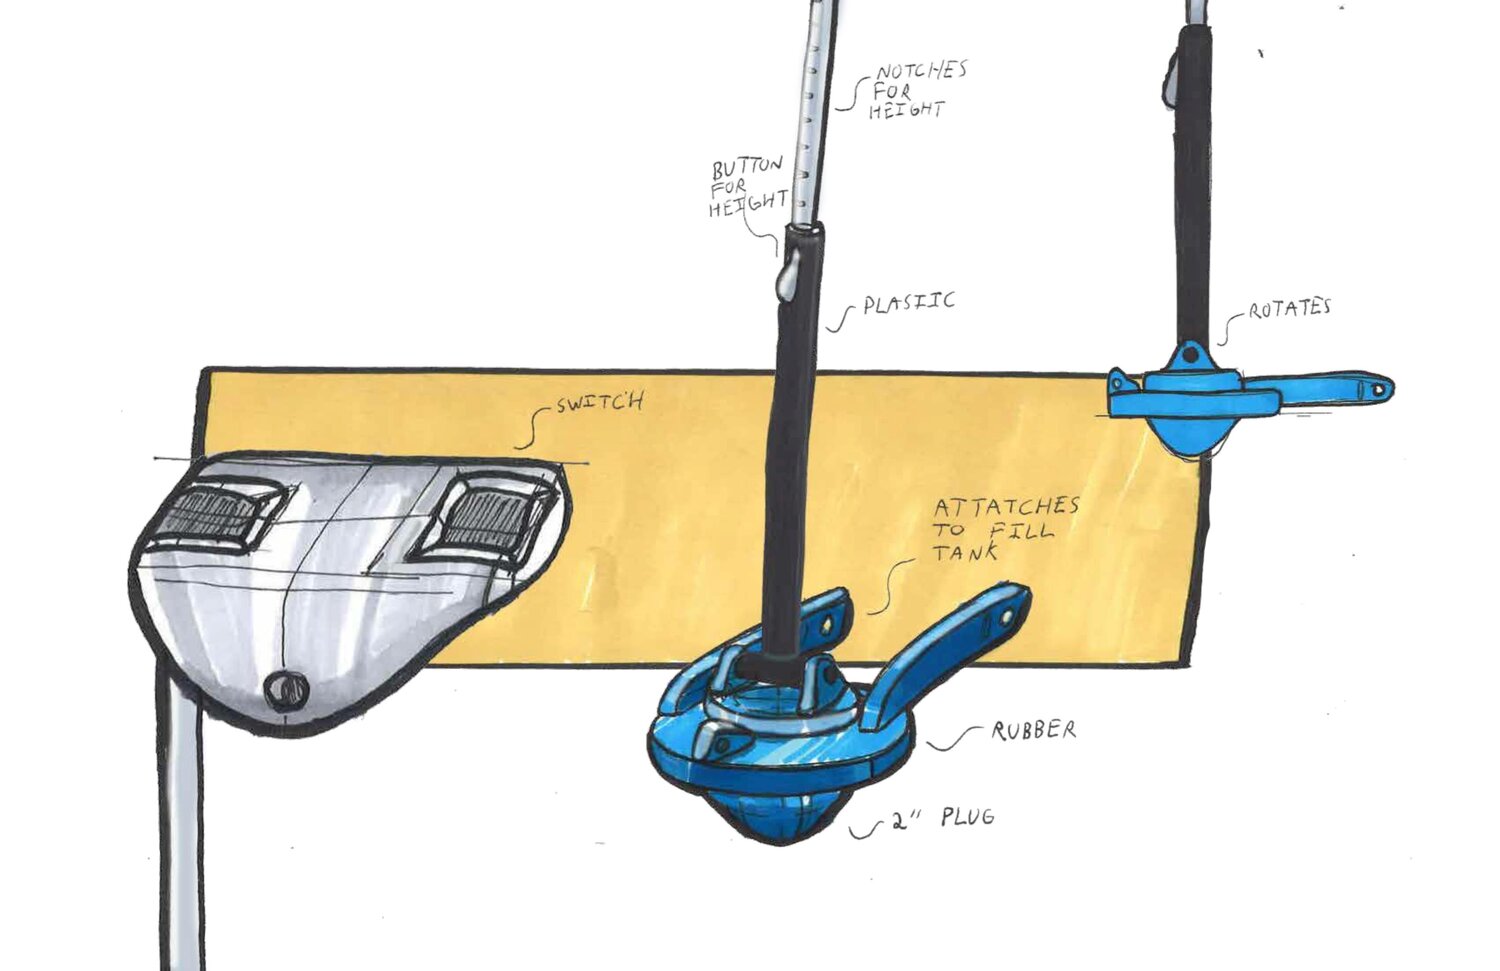 NOTCHES
FOR
HEIGHT
BUTTON
FOR
HEIGHT
PLASTIC
ROTATES
SWITCH
ATTATCHES
TO FILL
TANK
RUBBER
2" PLUG